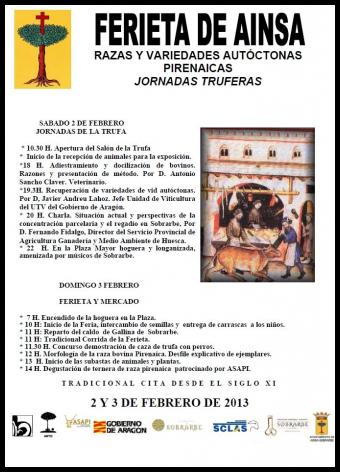 FERIETA DE AINSA
RAZAS Y VARIEDADES AUTÓCTONAS
PIRENAICAS
JORNADAS TRUFERAS
SABADO 2 DE FEBRERO
JORNADAS DE LA TRUFA
* 10.30 H. Apertura del Salón de la Trufa
* Inicio de la recepción de animales para la exposición.
*18 H. Adiestramiento y docilización de bovinos.
Razones y presentación de método. Por D. Antonio
Sancho Claver. Veterinario.
*19.3H. Recuperación de variedades de vid autóctonas.
Por D, Javier Andreu Lahoz. Jefe Unidad de Viticultura
del UTV del Gobierno de Aragón.
* 20 H. Charla. Situación actual y perspectivas de la
concentración parcelaria y el regadio en Sobrarbe, Por
D. Fernando Fidalgo, Director del Servicio Provincial de
Agricultura Ganadería y Medio Ambiente de Huesca.
* 22 H. En la Plaza Mayor hoguera y longanizada,
amenizada por músicos de Sobrarbe.
DOMINGO 3 FEBRERO
FERIETA Y MERCADO
* 7 H. Encendido de la hoguera en la Plaza.
* 10 H: Inicio de la Feria, intercambio de semillas y entrega de carrascas a los niños.
* 11 H: Reparto del caldo de Gallina de Sobrarbe.
* 11 H: Tradicional Corrida de la Ferieta.
* 11.30 H. Concurso demostración de caza de trufa con perros.
* 12 H. Morfología de la raza bovina Pirenaica. Desfile explicativo de ejemplares.
* 13 H. Inicio de las subastas de animales y plantas.
* 14 H. Degustación de ternera de raza pirenaica patrocinado por ASAPI.
TRADICIONAL CITA DESDE EL SIGLO XI
2 Y 3 DE FEBRERO DE 2013
ASAPI
GOBIERNO
DE ARAGON
SOBRARBE
SCLAS
SOBRARBE